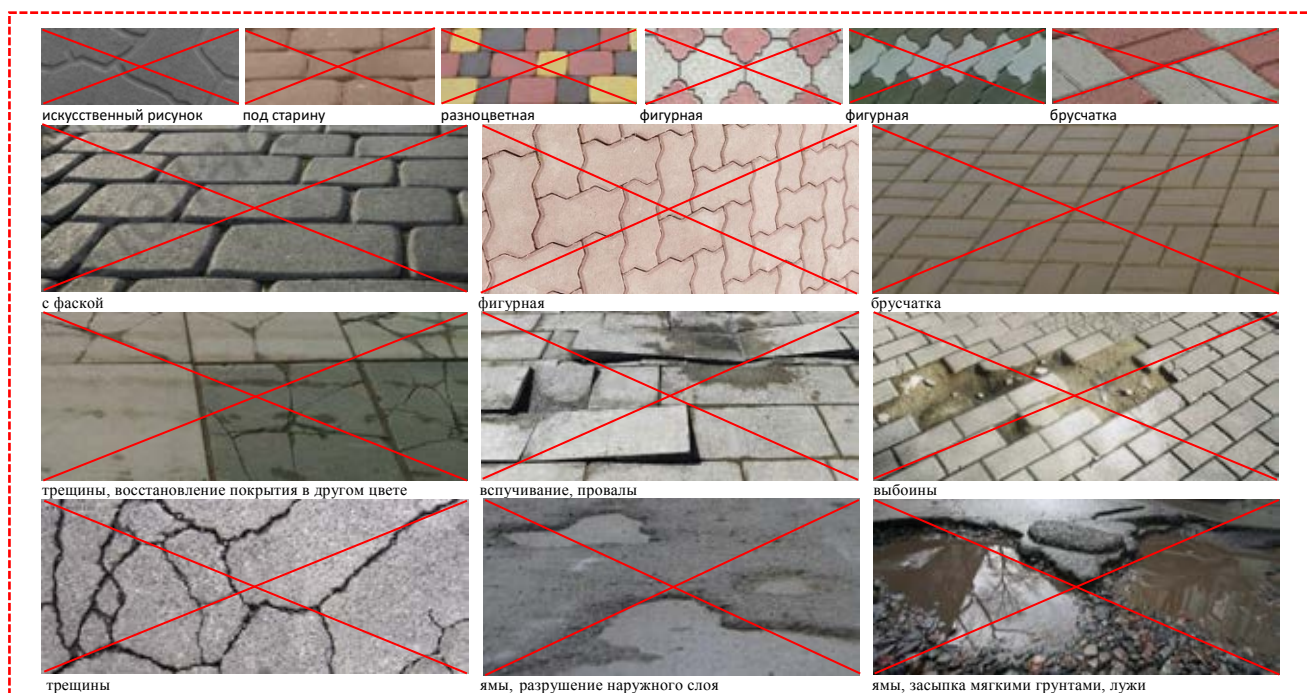 искусственный рисунок
под старину
разноцветная
фигурная
фигурная
брусчатка
с фаской
фигурная
брусчатка
трещины, восстановление покрытия в другом цвете
вспучивание, провалы
выбоины
трещины
ямы, разрушение наружного слоя
ямы, засыпка мягкими грунтами, лужи